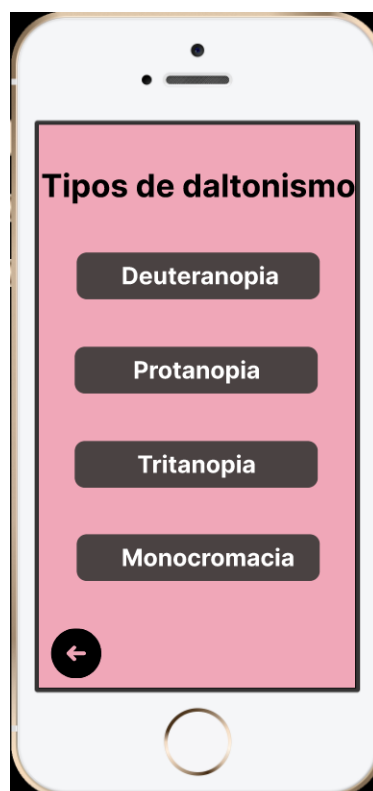 Tipos de daltonismo
Deuteranopia
Protanopia
Tritanopia
Monocromacia